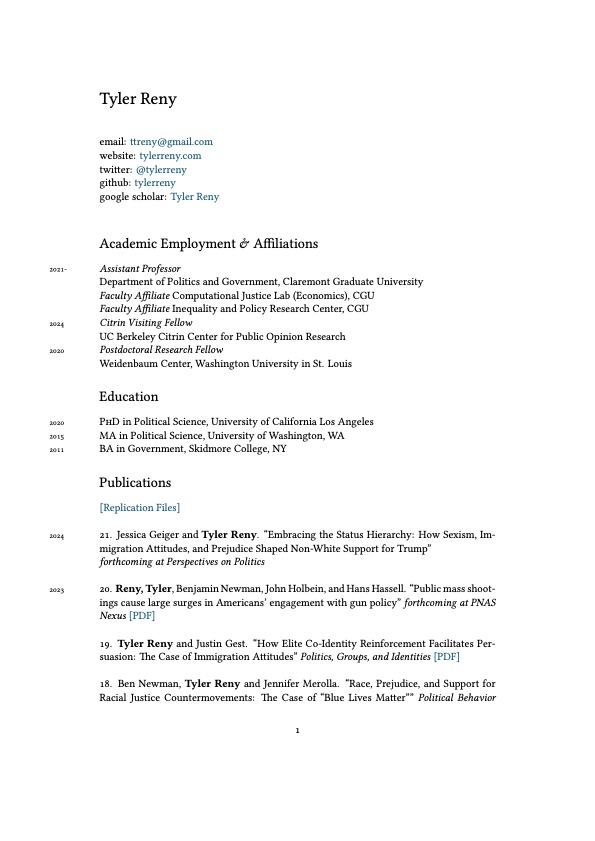 Tyler Reny
email: ttreny@gmail.com
website: tylerreny.com
twitter: @tylerreny
github: tylerreny
google scholar: Tyler Reny
Academic Employment & Affiliations
2021- Assistant Professor
Department of Politics and Government, Claremont Graduate University
Faculty Affiliate Computational Justice Lab (Economics), CGU
Faculty Affiliate Inequality and Policy Research Center, CGU
2024 Citrin Visiting Fellow
UC Berkeley Citrin Center for Public Opinion Research
2020 Postdoctoral Research Fellow
Weidenbaum Center, Washington University in St. Louis
Education
2020 PhD in Political Science, University of California Los Angeles
2015 MA in Political Science, University of Washington, WA
2011 BA in Government, Skidmore College, NY
Publications
[Replication Files]
2024 21. Jessica Geiger and Tyler Reny. “Embracing the Status Hierarchy: How Sexism, Im-
migration Attitudes, and Prejudice Shaped Non-White Support for Trump”
forthcoming at Perspectives on Politics
2023 20. Reny, Tyler, Benjamin Newman, John Holbein, and Hans Hassell. “Public mass shoot-
ings cause large surges in Americans’ engagement with gun policy” forthcoming at PNAS
Nexus [PDF]
19. Tyler Reny and Justin Gest. “How Elite Co-Identity Reinforcement Facilitates Per-
suasion: The Case of Immigration Attitudes” Politics, Groups, and Identities [PDF]
18. Ben Newman, Tyler Reny and Jennifer Merolla. “Race, Prejudice, and Support for
Racial Justice Countermovements: The Case of “Blue Lives Matter”” Political Behavior
1